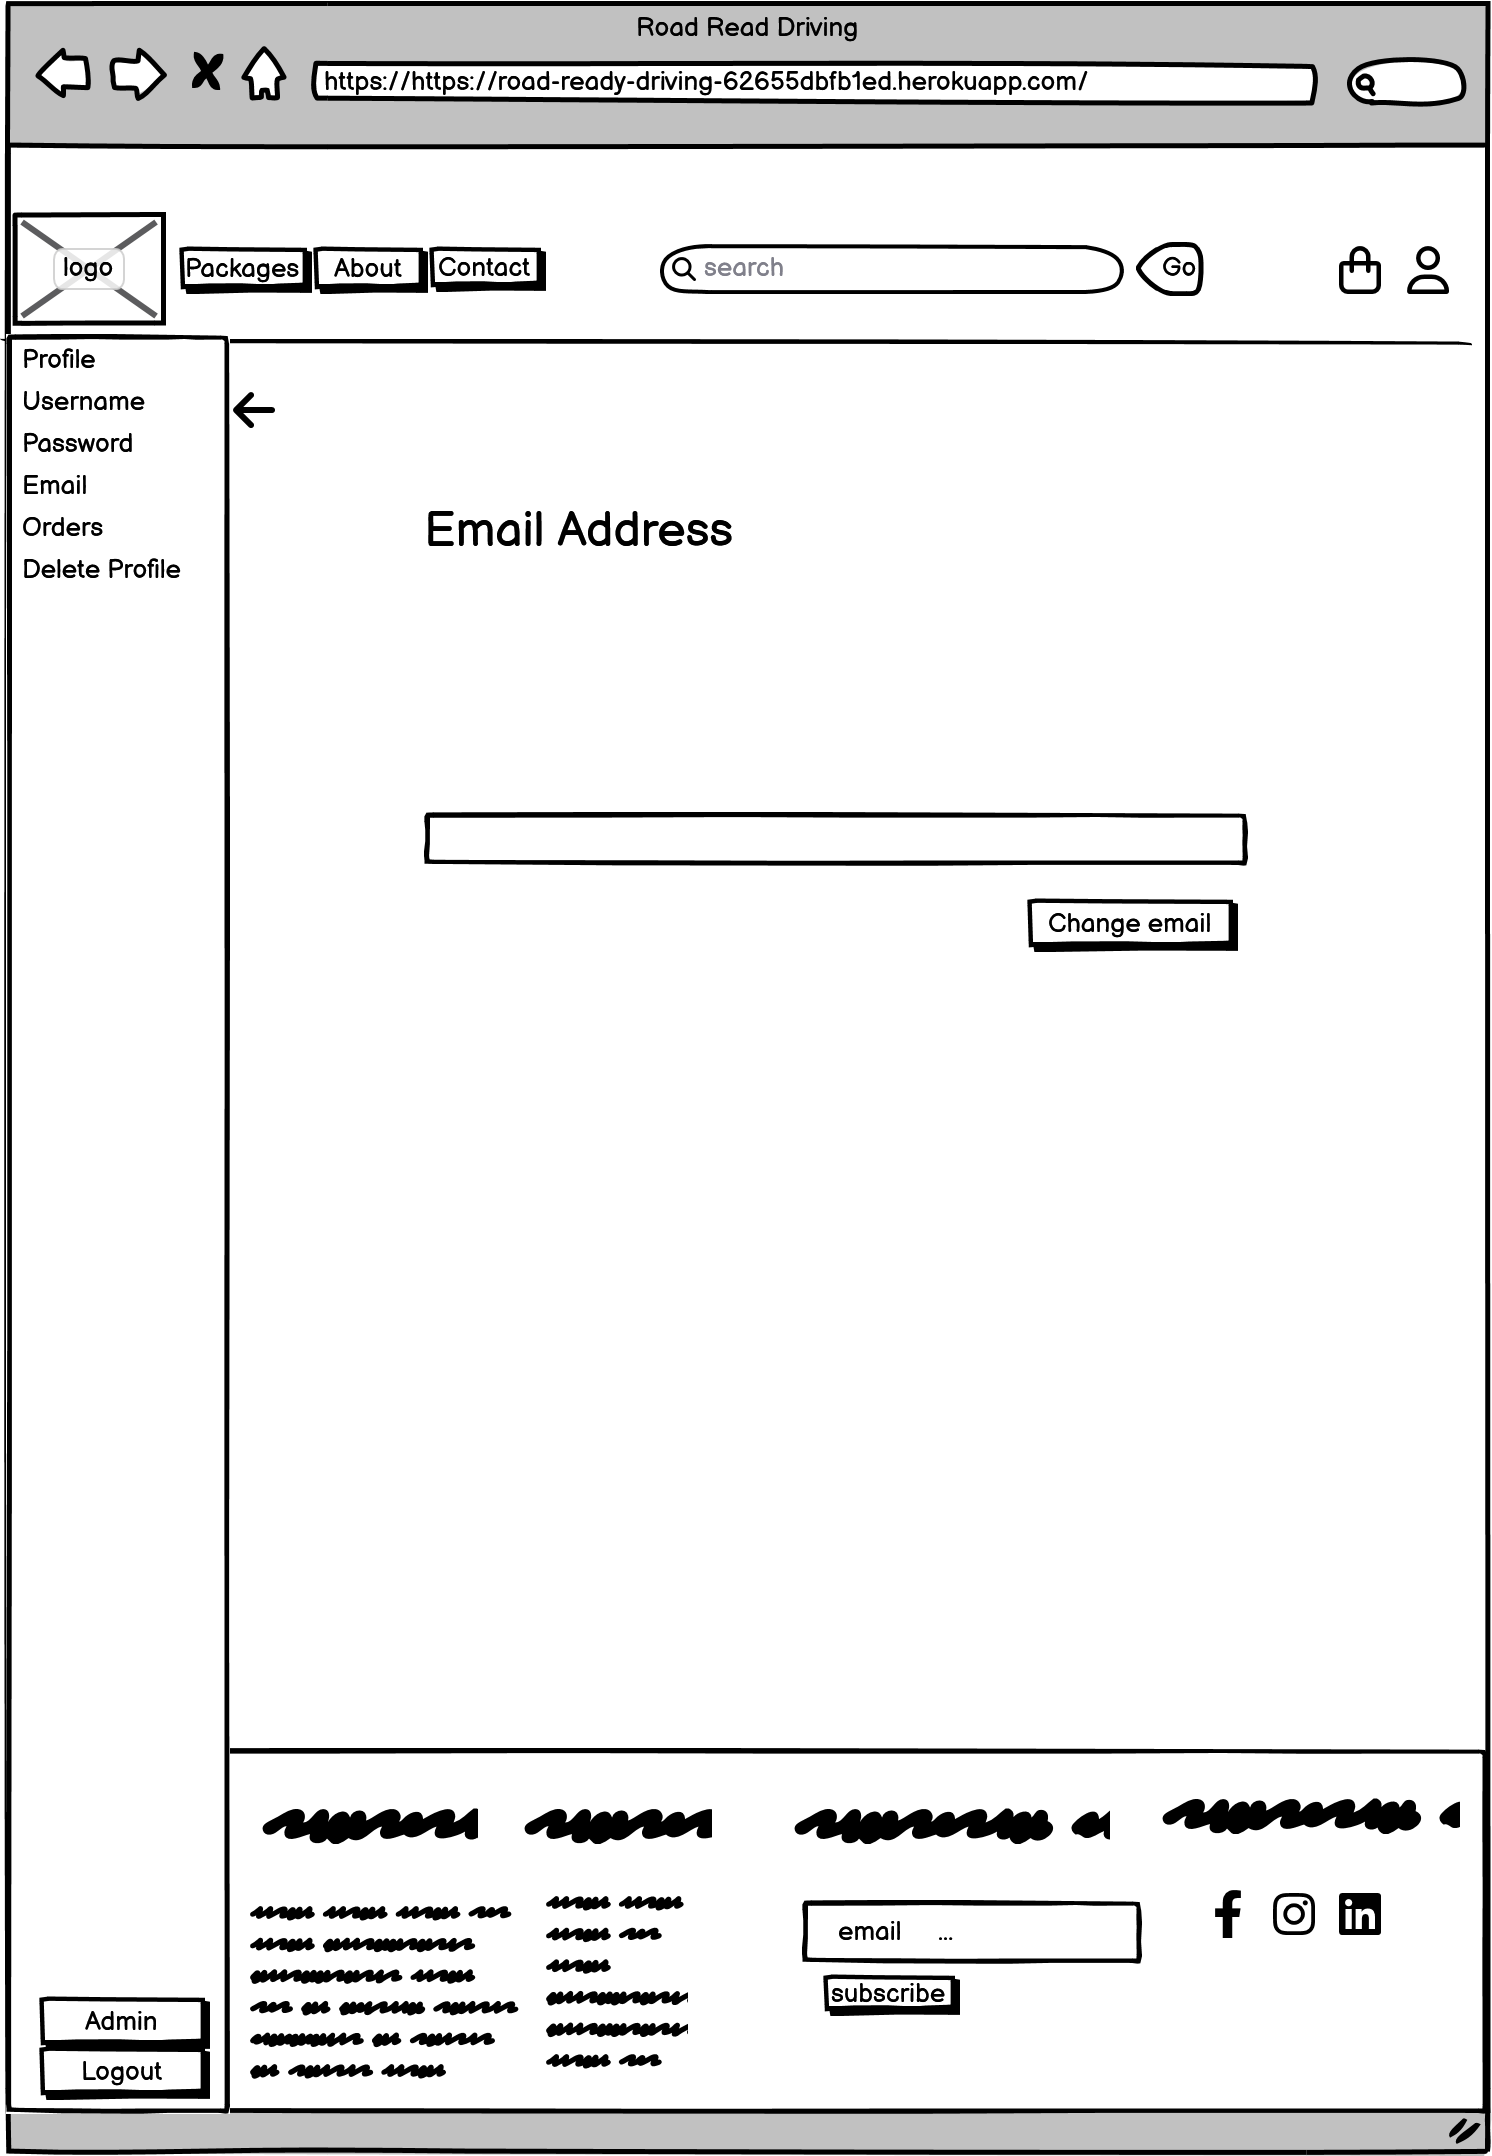 Road Read Driving
https://https://road-ready-driving-62655dbfb1ed.herokuapp.com/
logo
Packages
About
Contact
search
Go
Profile
Username
Password
Email
Orders
Delete Profile
Email Address
Change email
email ...
subscribe
Admin
Logout